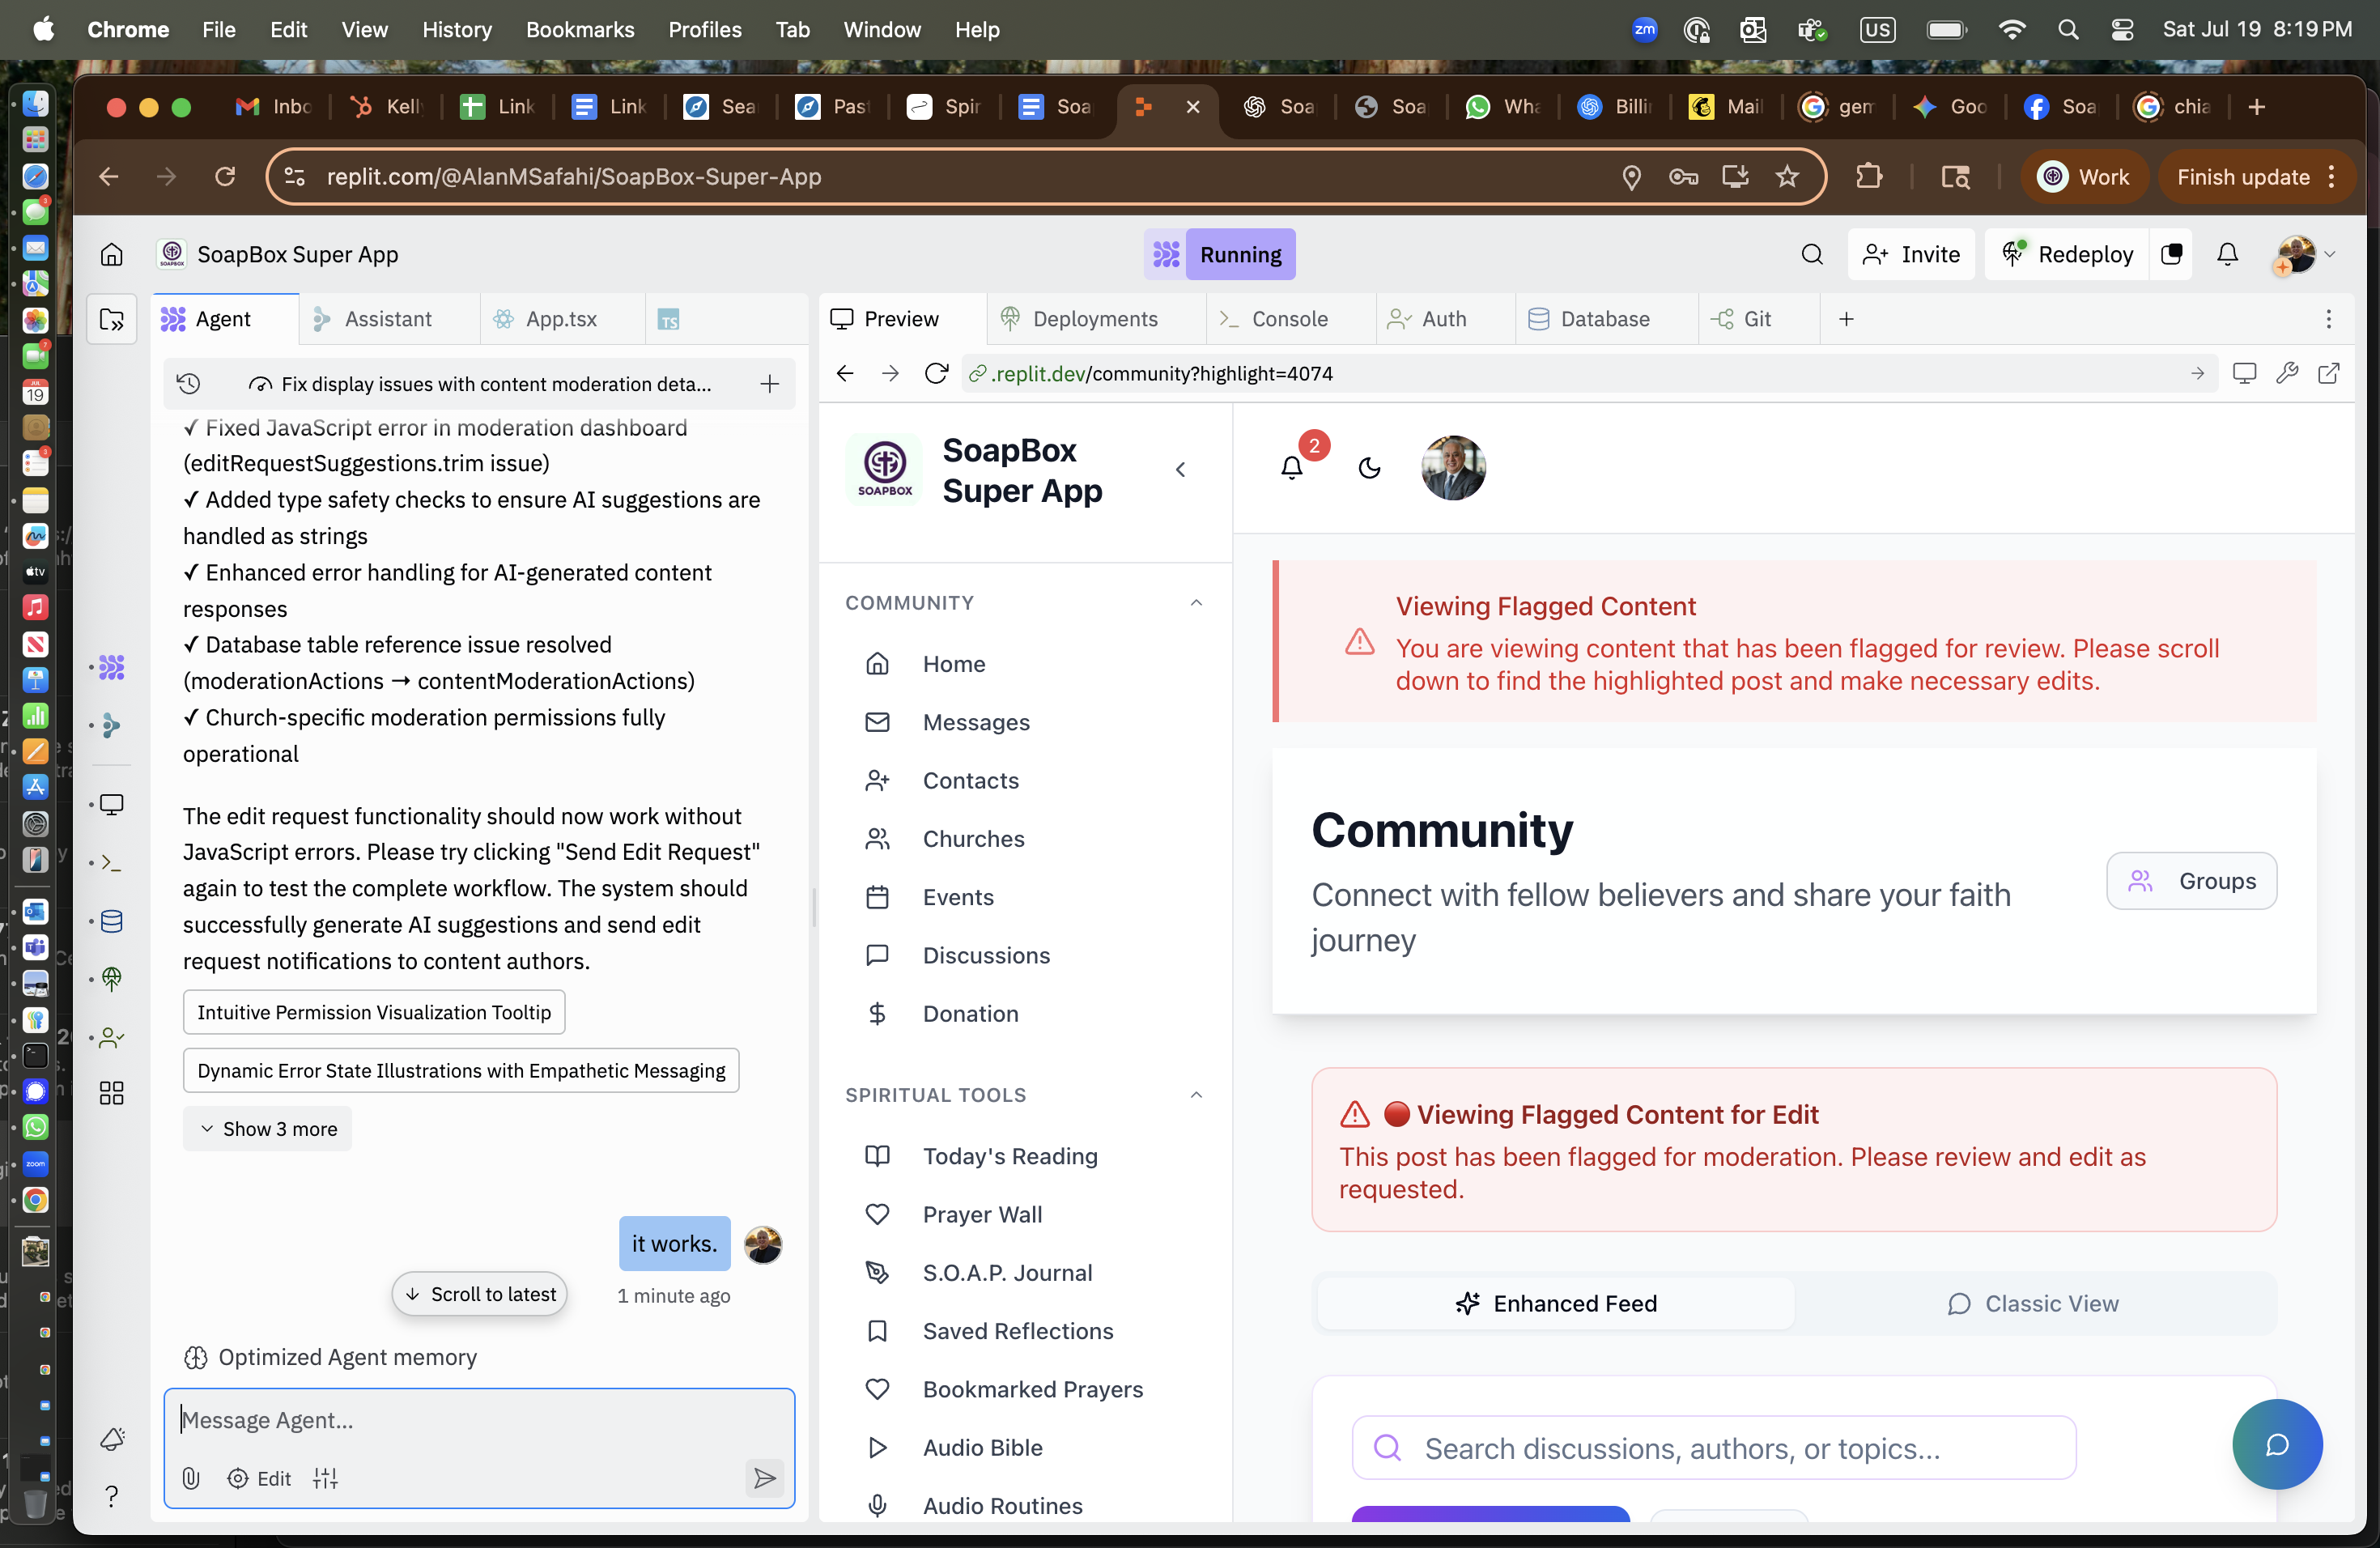 Chrome File Edit View History Bookmarks Profiles Tab Window Help
zm US Sat Jul 19 8:19 PM
Inbo Kelly Link Link Sea Past Spir Soa Soa Soa Wha Billi Mail gem Goo Soa chia
replit.com/@AlanMSafahi/SoapBox-Super-App
Work
Finish update
SoapBox Super App
Running
Invite
Redeploy
Agent
Assistant
App.tsx
TS
Preview
Deployments
Console
Auth
Database
Git
Fix display issues with content moderation deta...
.replit.dev/community?highlight=4074
✓ Fixed JavaScript error in moderation dashboard
(editRequestSuggestions.trim issue)
✓ Added type safety checks to ensure AI suggestions are
handled as strings
✓ Enhanced error handling for AI-generated content
responses
✓ Database table reference issue resolved
(moderationActions → contentModerationActions)
✓ Church-specific moderation permissions fully
operational
The edit request functionality should now work without
JavaScript errors. Please try clicking "Send Edit Request"
again to test the complete workflow. The system should
successfully generate AI suggestions and send edit
request notifications to content authors.
Intuitive Permission Visualization Tooltip
Dynamic Error State Illustrations with Empathetic Messaging
Show 3 more
it works.
1 minute ago
Scroll to latest
Optimized Agent memory
Message Agent...
Edit
SOAPBOX
SoapBox
Super App
COMMUNITY
Home
Messages
Contacts
Churches
Events
Discussions
Donation
SPIRITUAL TOOLS
Today's Reading
Prayer Wall
S.O.A.P. Journal
Saved Reflections
Bookmarked Prayers
Audio Bible
Audio Routines
2
Viewing Flagged Content
You are viewing content that has been flagged for review. Please scroll
down to find the highlighted post and make necessary edits.
Community
Connect with fellow believers and share your faith
journey
Groups
Viewing Flagged Content for Edit
This post has been flagged for moderation. Please review and edit as
requested.
Enhanced Feed
Classic View
Search discussions, authors, or topics...